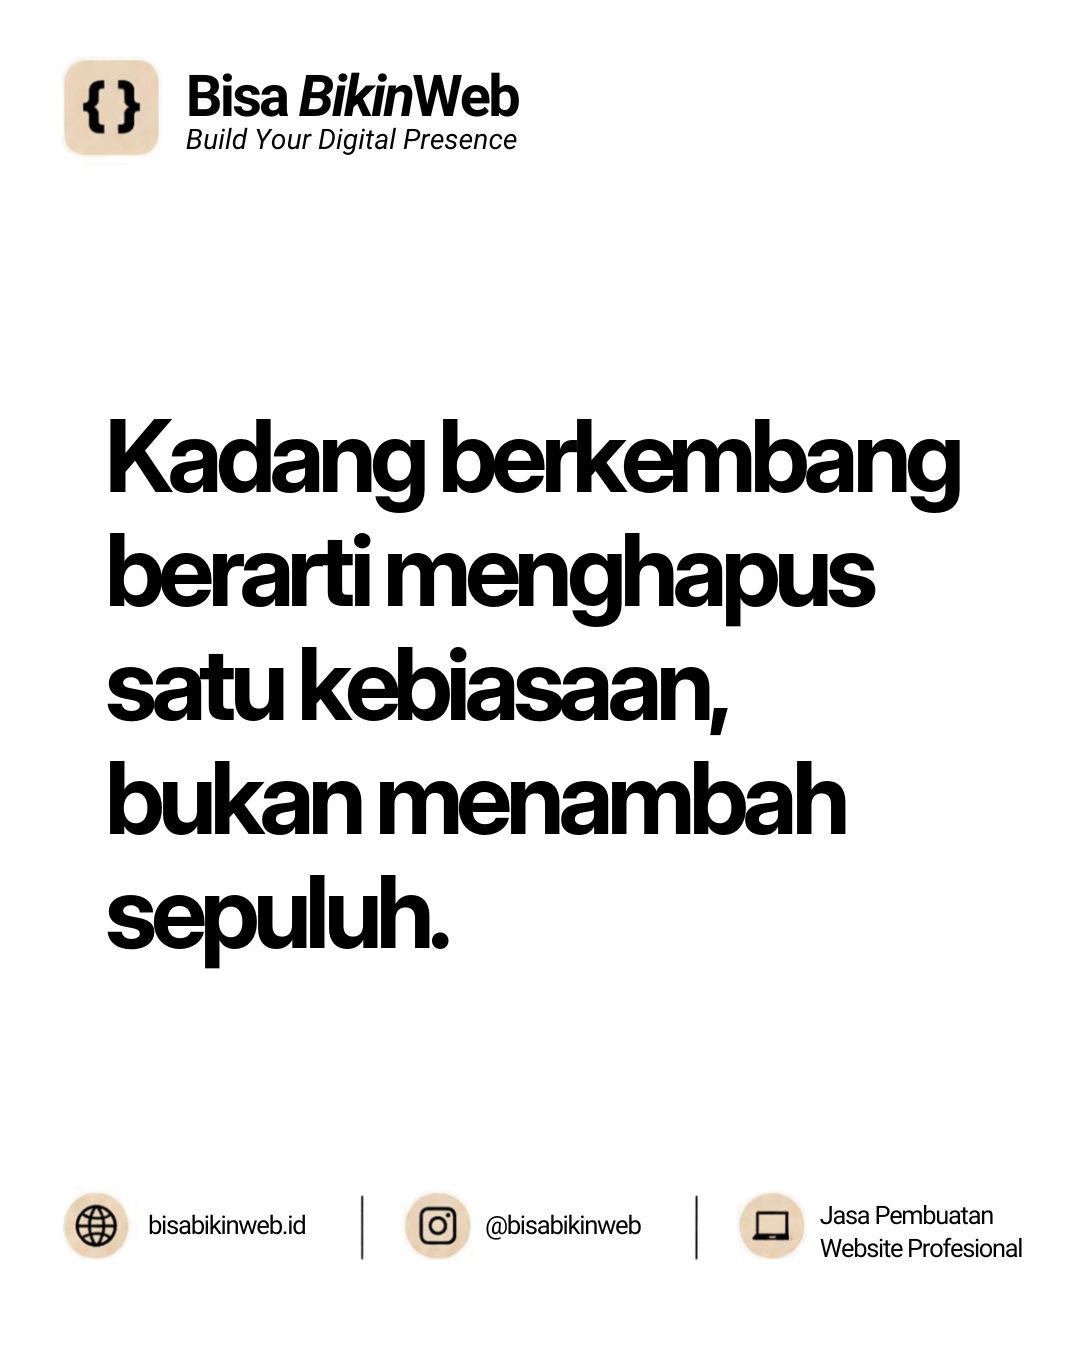 { }
Bisa BikinWeb
Build Your Digital Presence
Kadang berkembang
berarti menghapus
satu kebiasaan,
bukan menambah
sepuluh.
bisabikinweb.id
@bisabikinweb
Jasa Pembuatan
Website Profesional